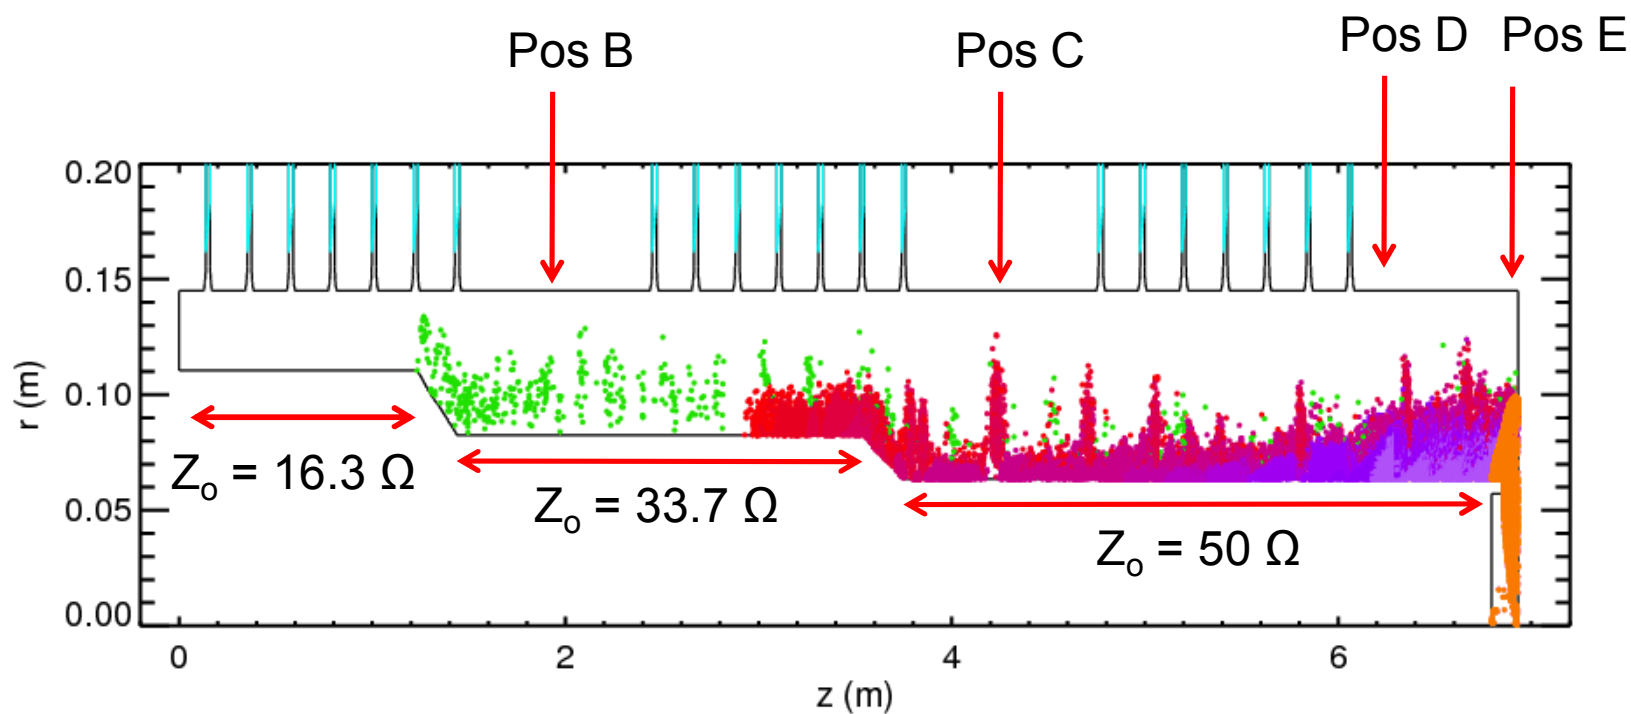 Pos B
Pos C
Pos D
Pos E
0.20
0.15
0.10
0.05
0.00
r (m)
Zₒ = 16.3 Ω
Zₒ = 33.7 Ω
Zₒ = 50 Ω
0
2
4
6
z (m)